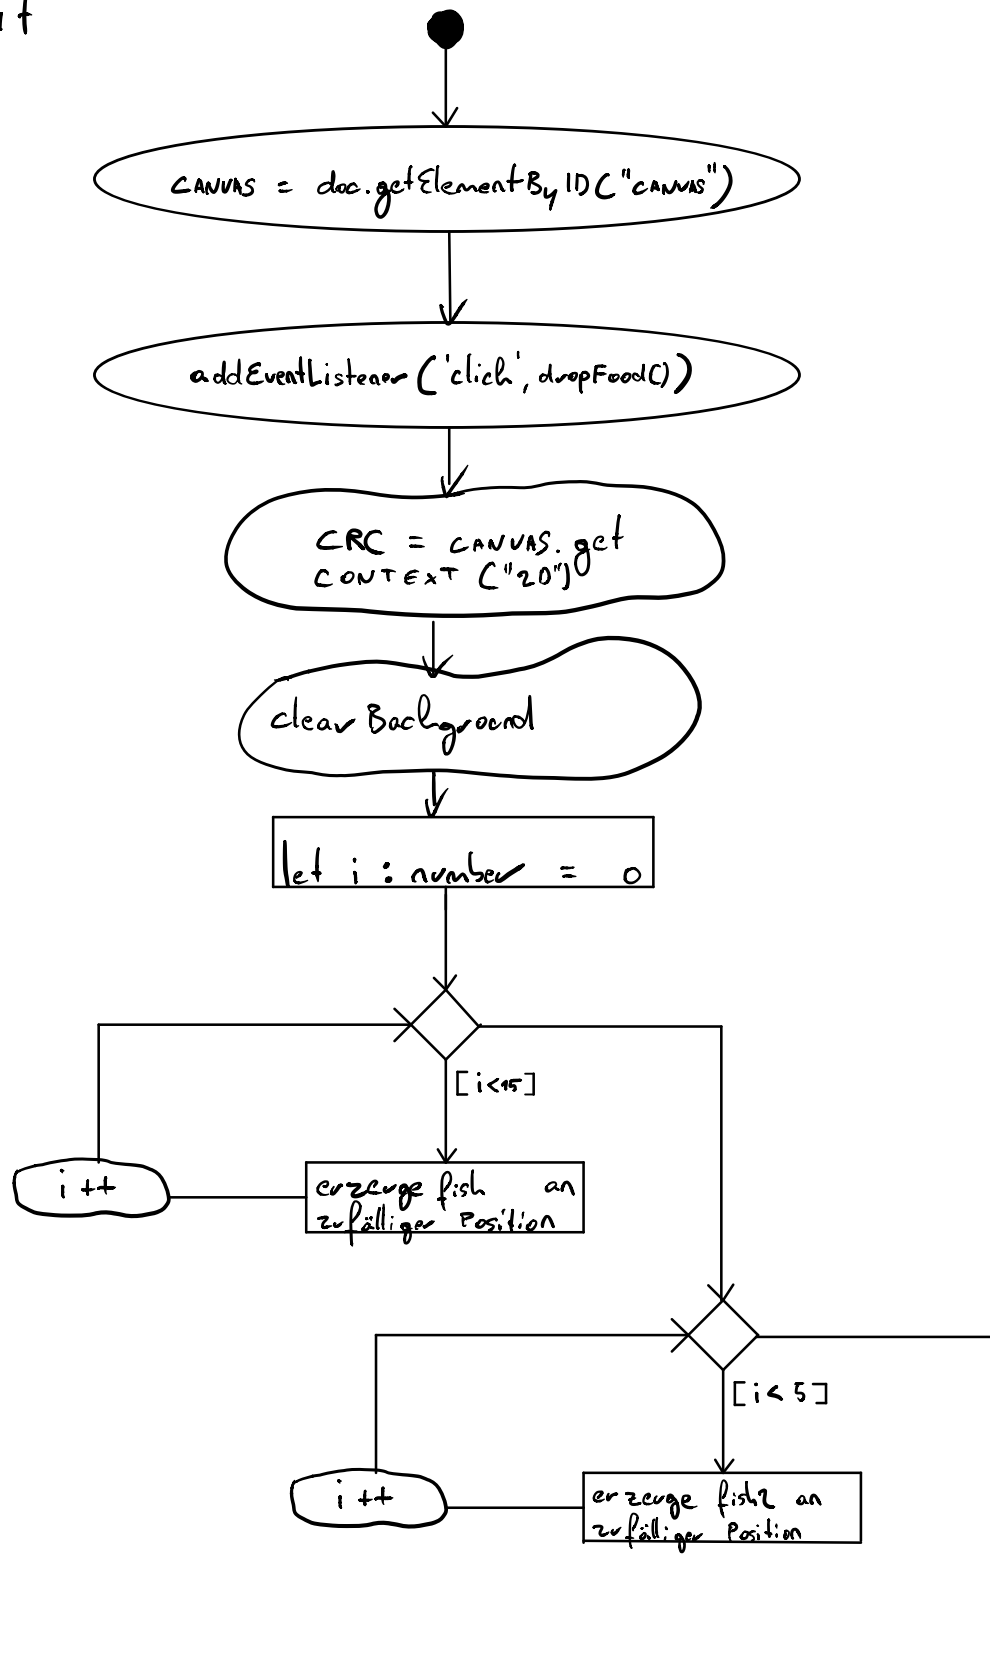 it
CANVAS = doc.getElementByID("CANVAS")
addEventListener('click', dropFood())
CRC = CANVAS.get
CONTEXT ("2D")
clear Background
let i : number = 0
[i<15]
i ++
erzeuge fish an
zufälliger Position
[i< 5]
i ++
erzeuge fish2 an
zufälliger Position